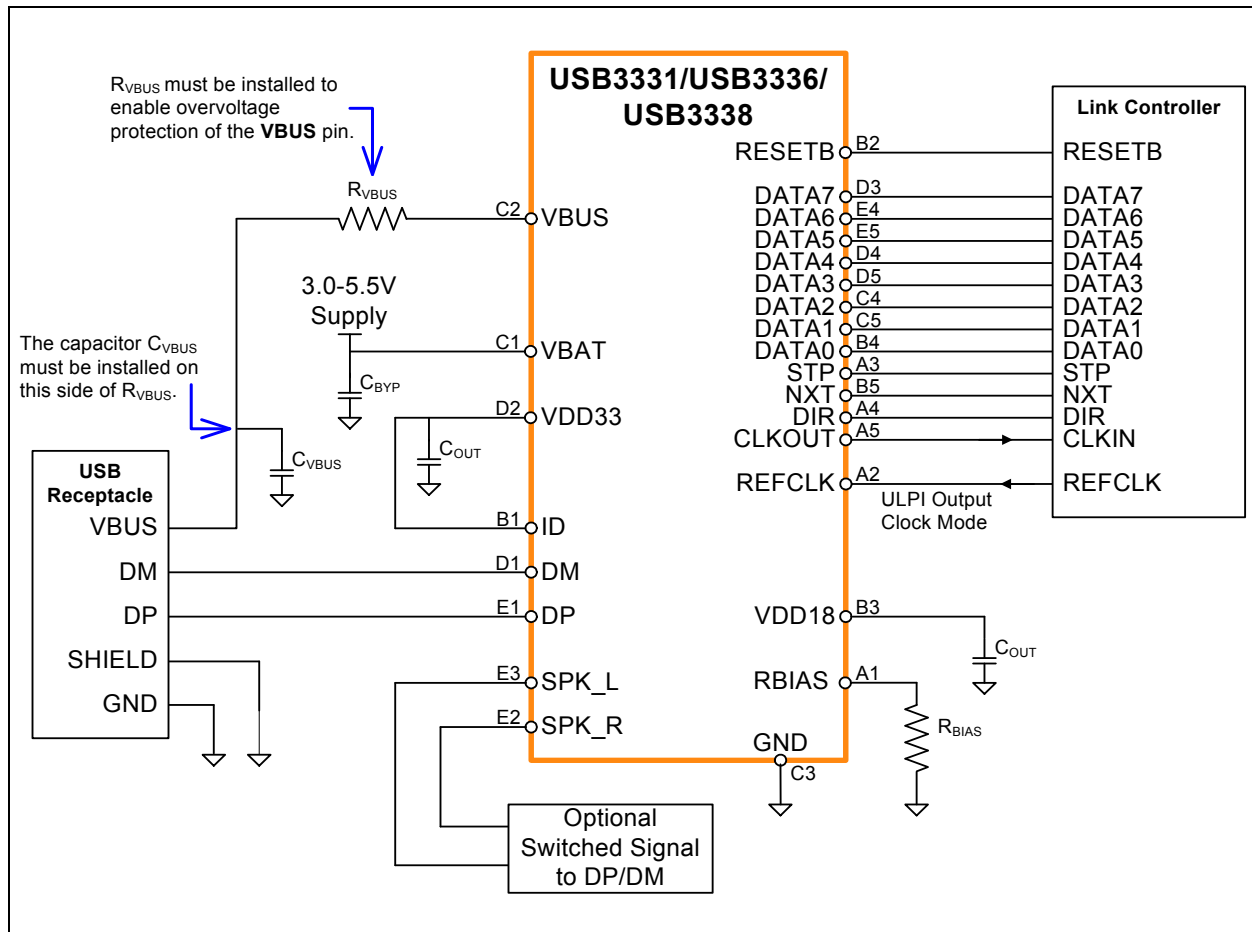 USB3331/USB3336/
USB3338
RVBUS must be installed to
enable overvoltage
protection of the VBUS pin.
RVBUS
C2
VBUS
3.0-5.5V
Supply
C1
VBAT
CBYP
The capacitor CVBUS
must be installed on
this side of RVBUS.
D2
VDD33
COUT
CVBUS
USB
Receptacle
VBUS
DM
DP
SHIELD
GND
B1
ID
D1
DM
E1
DP
E3
SPK_L
E2
SPK_R
Optional
Switched Signal
to DP/DM
RESETB
B2
DATA7
D3
DATA6
E4
DATA5
E5
DATA4
D4
DATA3
D5
DATA2
C4
DATA1
C5
DATA0
B4
STP
A3
NXT
B5
DIR
A4
CLKOUT
A5
REFCLK
A2
ULPI Output
Clock Mode
VDD18
B3
COUT
RBIAS
A1
RBIAS
GND
C3
Link Controller
RESETB
DATA7
DATA6
DATA5
DATA4
DATA3
DATA2
DATA1
DATA0
STP
NXT
DIR
CLKIN
REFCLK